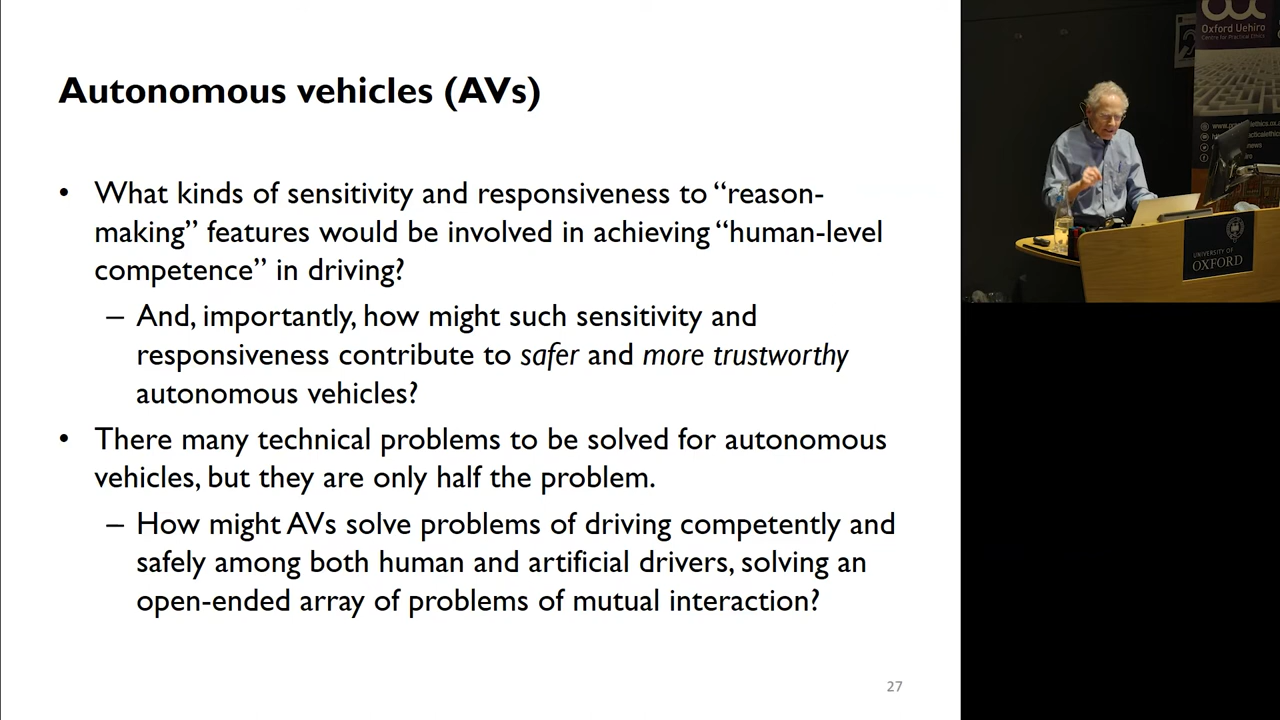 Autonomous vehicles (AVs)
• What kinds of sensitivity and responsiveness to “reason-
making” features would be involved in achieving “human-level
competence” in driving?
– And, importantly, how might such sensitivity and
responsiveness contribute to safer and more trustworthy
autonomous vehicles?
• There many technical problems to be solved for autonomous
vehicles, but they are only half the problem.
– How might AVs solve problems of driving competently and
safely among both human and artificial drivers, solving an
open-ended array of problems of mutual interaction?
27
Oxford Uehiro
Centre for Practical Ethics
UNIVERSITY OF
OXFORD